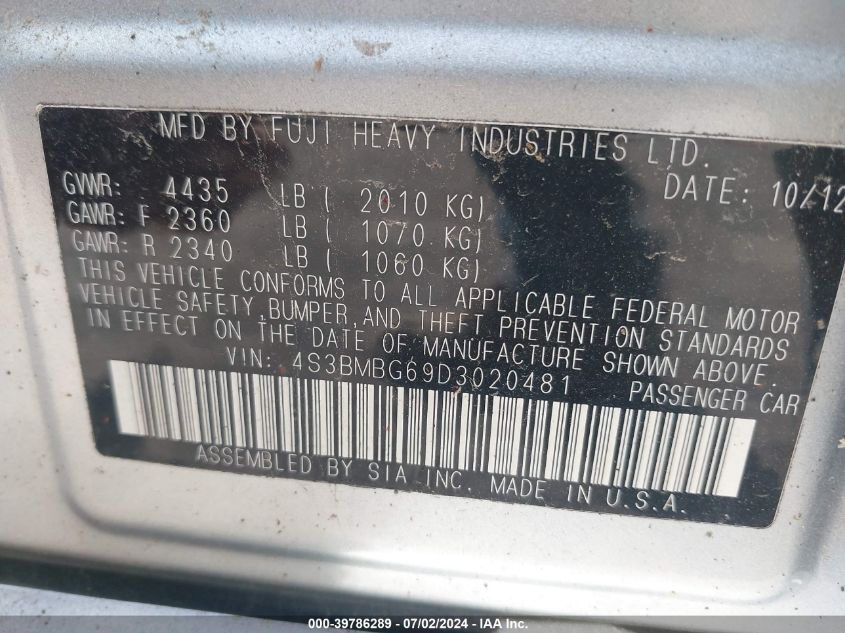 MFD BY FUJI HEAVY INDUSTRIES LTD.
DATE: 10/12
GVWR: 4435 LB ( 2010 KG)
GAWR: F 2360 LB ( 1070 KG)
GAWR: R 2340 LB ( 1060 KG)
THIS VEHICLE CONFORMS TO ALL APPLICABLE FEDERAL MOTOR
VEHICLE SAFETY, BUMPER, AND THEFT PREVENTION STANDARDS
IN EFFECT ON THE DATE OF MANUFACTURE SHOWN ABOVE.
VIN: 4S3BMBG69D3020481 PASSENGER CAR
ASSEMBLED BY SIA INC. MADE IN U.S.A.
000-39786289 - 07/02/2024 - IAA Inc.